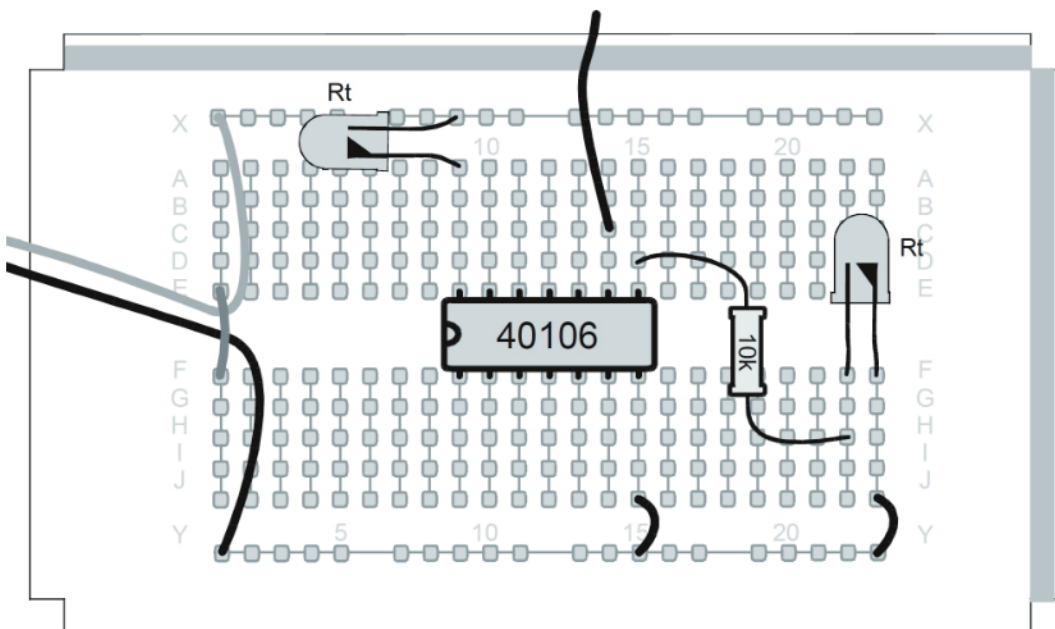 Rt
X X
10 15 20
A A
B B
C C
Rt
D D
E E
40106
10k
F F
G G
H H
I I
J J
5 10 15 20
Y Y